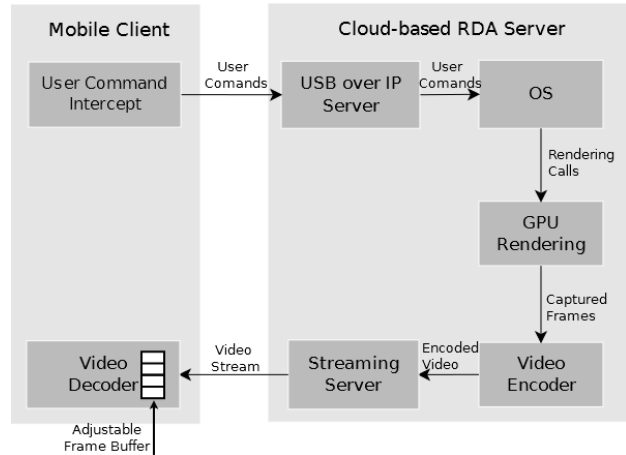 Mobile Client
Cloud-based RDA Server
User Command
Intercept
User
Comands
USB over IP
Server
User
Comands
OS
Rendering
Calls
GPU
Rendering
Captured
Frames
Video
Encoder
Encoded
Video
Streaming
Server
Video
Stream
Video
Decoder
Adjustable
Frame Buffer